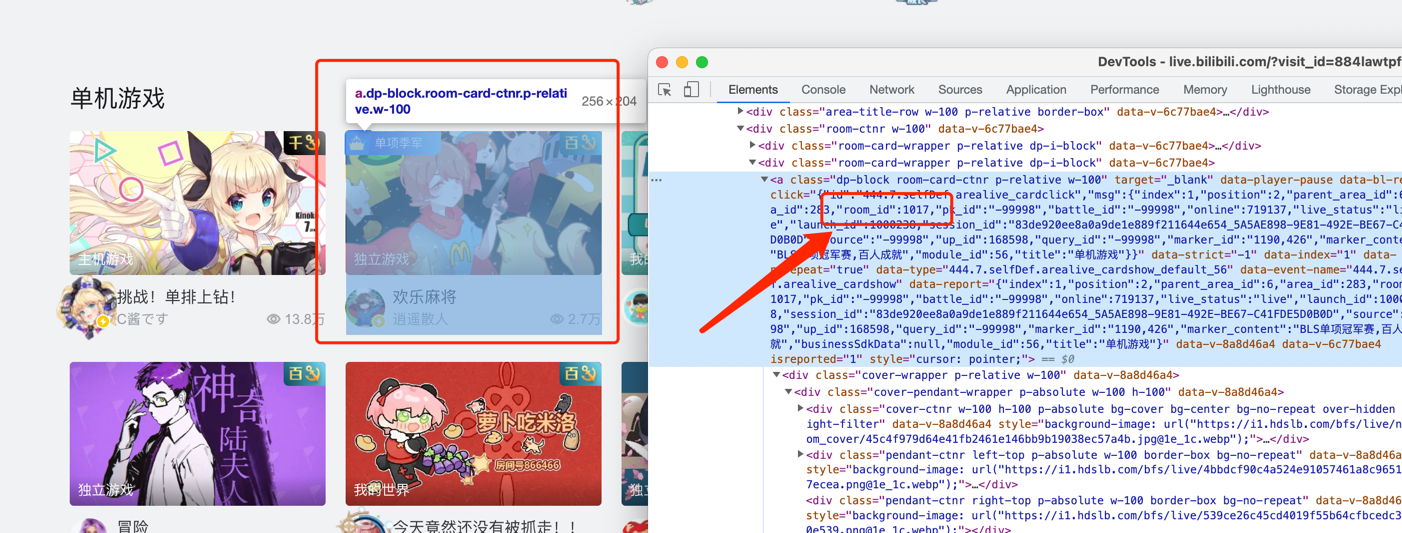 单机游戏
a.dp-block.room-card-ctnr.p-relati
ve.w-100
256 × 204
千
单项季军
百
主机游戏
Kinoko
7
独立游戏
我的
挑战！单排上钻！
C酱です
13.8万
欢乐麻将
逍遥散人
2.7万
百
神奇陆夫人
独立游戏
百
萝卜吃米洛
房间号866466
我的世界
独立
冒险
今天竟然还没有被抓走！！
DevTools - live.bilibili.com/?visit_id=884lawtpf
Elements
Console
Network
Sources
Application
Performance
Memory
Lighthouse
Storage Expl
<div class="area-title-row w-100 p-relative border-box" data-v-6c77bae4>…</div>
<div class="room-ctnr w-100" data-v-6c77bae4>
<div class="room-card-wrapper p-relative dp-i-block" data-v-6c77bae4>…</div>
<div class="room-card-wrapper p-relative dp-i-block" data-v-6c77bae4>
<a class="dp-block room-card-ctnr p-relative w-100" target="_blank" data-player-pause data-bl-re
click="{"id":"444.7.selfDef.arealive_cardclick","msg":{"index":1,"position":2,"parent_area_id":6
a_id":283,"room_id":1017,"pk_id":"-99998","battle_id":"-99998","online":719137,"live_status":"li
e","launch_id":1000238,"session_id":"83de920ee8a0a9de1e889f211644e654_5A5AE898-9E81-492E-BE67-C4
D0B0D","source":"-99998","up_id":168598,"query_id":"-99998","marker_id":"1190,426","marker_conte
"BLS单项冠军赛,百人成就","module_id":56,"title":"单机游戏"}}" data-strict="-1" data-index="1" data-
repeat="true" data-type="444.7.selfDef.arealive_cardshow_default_56" data-event-name="444.7.
f.arealive_cardshow" data-report="{"index":1,"position":2,"parent_area_id":6,"area_id":283,"room
1017,"pk_id":"-99998","battle_id":"-99998","online":719137,"live_status":"live","launch_id":1000
8,"session_id":"83de920ee8a0a9de1e889f211644e654_5A5AE898-9E81-492E-BE67-C41FDE5D0B0D","source":
98","up_id":168598,"query_id":"-99998","marker_id":"1190,426","marker_content":"BLS单项冠军赛,百人
就","businessSdkData":null,"module_id":56,"title":"单机游戏"}" data-v-8a8d46a4 data-v-6c77bae4
isreported="1" style="cursor: pointer;"> == $0
<div class="cover-wrapper p-relative w-100" data-v-8a8d46a4>
<div class="cover-pendant-wrapper p-absolute w-100 h-100" data-v-8a8d46a4>
<div class="cover-ctnr w-100 h-100 p-absolute bg-cover bg-center bg-no-repeat over-hidden
ight-filter" data-v-8a8d46a4 style="background-image: url("https://i1.hdslb.com/bfs/live/n
om_cover/45c4f979d64e41fb2461e146bb9b19038ec57a4b.jpg@1e_1c.webp");">…</div>
<div class="pendant-ctnr left-top p-absolute w-100 border-box bg-no-repeat" data-v-8a8d46a
style="background-image: url("https://i1.hdslb.com/bfs/live/4bbdcf90c4a524e91057461a8c9651
7ecea.png@1e_1c.webp");">…</div>
<div class="pendant-ctnr right-top p-absolute w-100 border-box bg-no-repeat" data-v-8a8d46
style="background-image: url("https://i1.hdslb.com/bfs/live/539ce26c45cd4019f55b64cfbcedc3
0e539.png@1e_1c.webp");"></div>